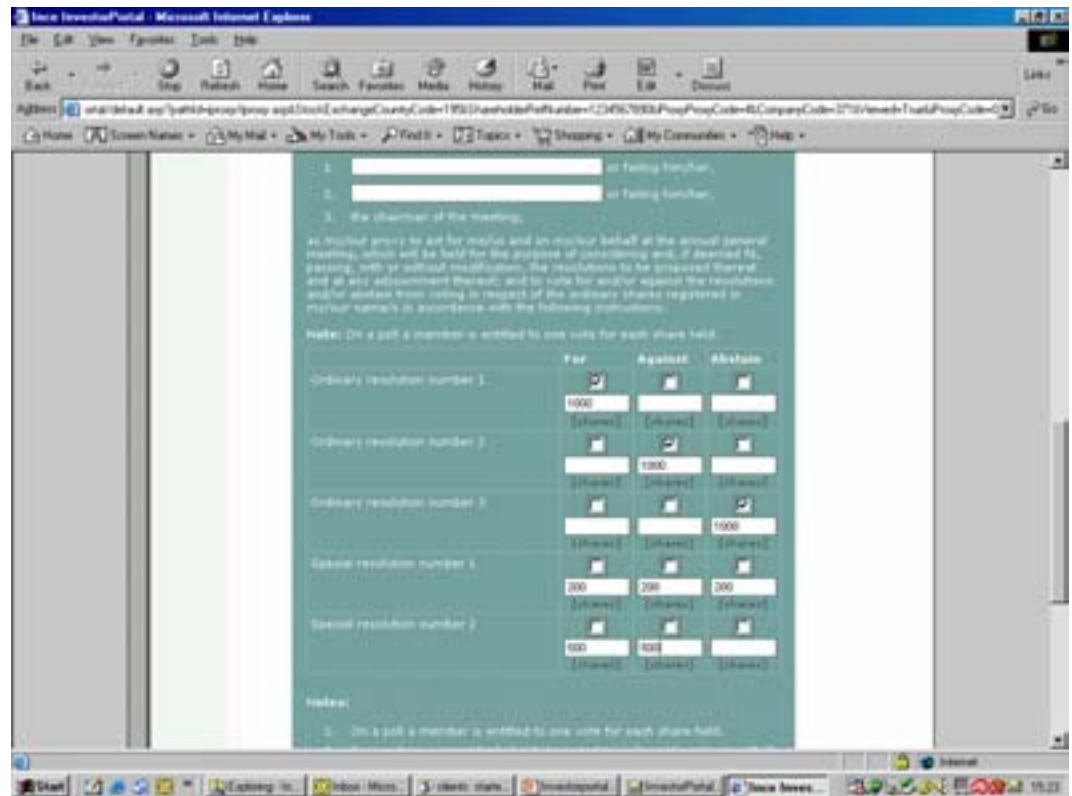 Ince InvestorPortal - Microsoft Internet Explorer
File Edit View Favorites Tools Help
Back Stop Refresh Home Search Favorites Media History Mail Print Edit Discuss
Links
Address
Go
Home Screen Names My Mail My Tools Find It Topics Shopping My Communities Help
1. or failing him/her,
2. or failing him/her,
3. the chairman of the meeting,
as my/our proxy to act for me/us and on my/our behalf at the annual general
meeting, which will be held for the purpose of considering and, if deemed fit,
passing, with or without modification, the resolutions to be proposed thereat
and at any adjournment thereof; and to vote for and/or against the resolutions
and/or abstain from voting in respect of the ordinary shares registered in
my/our name/s in accordance with the following instructions:
Note: On a poll a member is entitled to one vote for each share held.
For Against Abstain
Ordinary resolution number 1
1000
[shares] [shares] [shares]
Ordinary resolution number 2
1000
[shares] [shares] [shares]
Ordinary resolution number 3
1000
[shares] [shares] [shares]
Special resolution number 1
200 200 200
[shares] [shares] [shares]
Special resolution number 2
500 500
[shares] [shares] [shares]
Notes:
1. On a poll a member is entitled to one vote for each share held.
Internet
Start Exploring Inbox - Micros... clients Investorportal InvestorPortal Ince Inves... 15:23